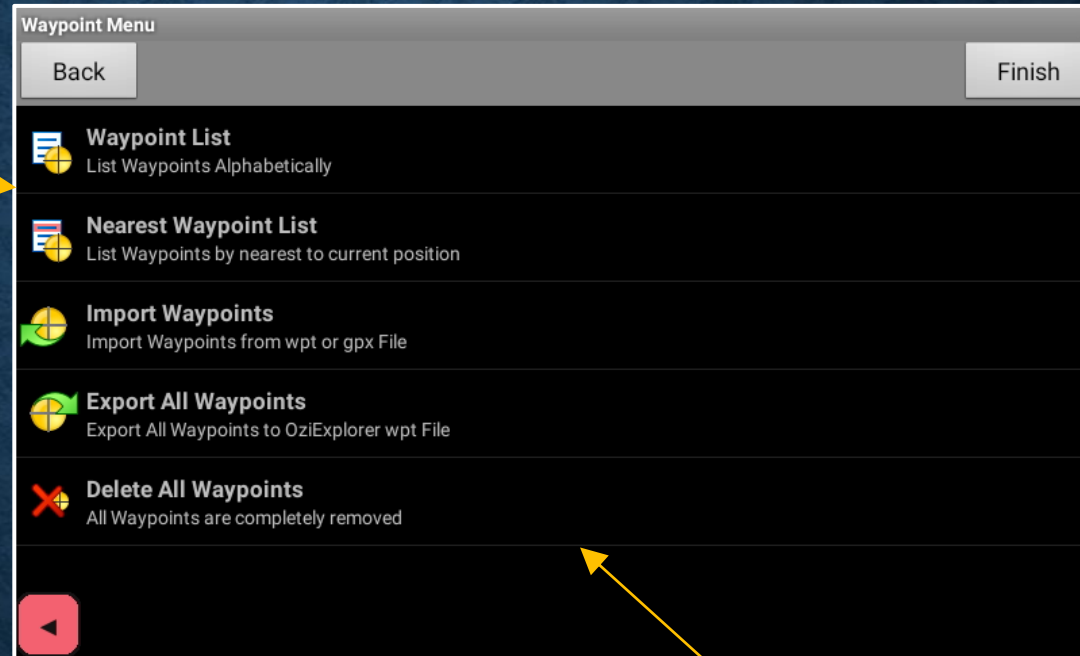 Waypoint Menu
Back
Finish
Waypoint List
List Waypoints Alphabetically
Nearest Waypoint List
List Waypoints by nearest to current position
Import Waypoints
Import Waypoints from wpt or gpx File
Export All Waypoints
Export All Waypoints to OziExplorer wpt File
Delete All Waypoints
All Waypoints are completely removed